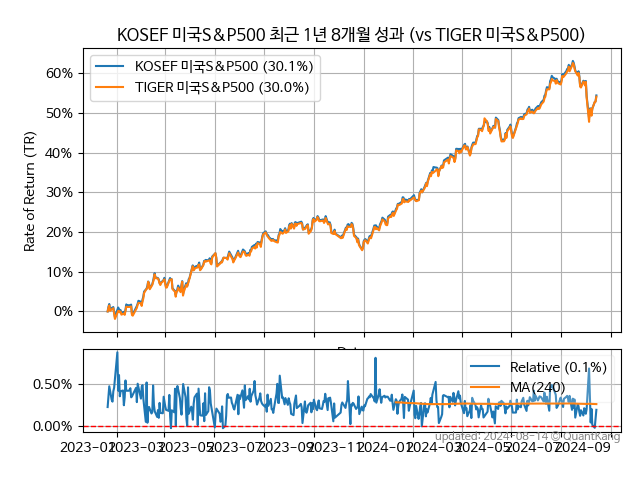 KOSEF 미국S&P500 최근 1년 8개월 성과 (vs TIGER 미국S&P500)
KOSEF 미국S&P500 (30.1%)
TIGER 미국S&P500 (30.0%)
Rate of Return (TR)
60%
50%
40%
30%
20%
10%
0%
Relative (0.1%)
MA(240)
0.50%
0.00%
updated: 2024-08-14 ©QuantKang
2023-01 2023-03 2023-05 2023-07 2023-09 2023-11 2024-01 2024-03 2024-05 2024-07 2024-09